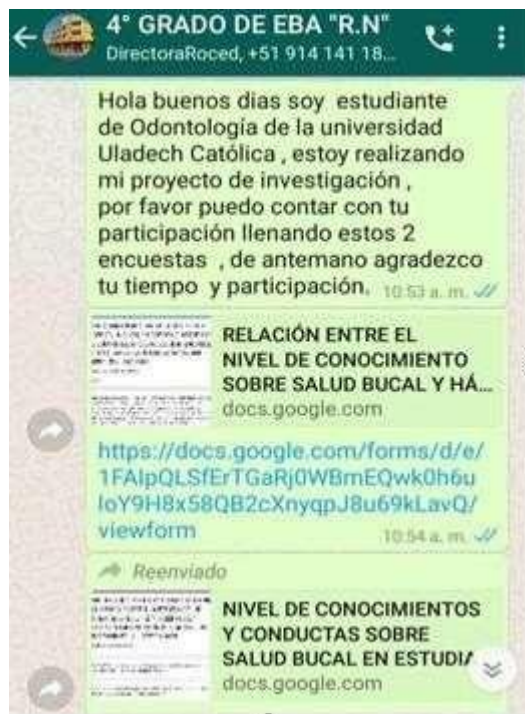 4° GRADO DE EBA "R.N"
DirectoraRoced, +51 914 141 18...
Hola buenos dias soy estudiante
de Odontología de la universidad
Uladech Católica , estoy realizando
mi proyecto de investigación ,
por favor puedo contar con tu
participación llenando estos 2
encuestas , de antemano agradezco
tu tiempo y participación. 10:53 a. m.
RELACIÓN ENTRE EL
NIVEL DE CONOCIMIENTO
SOBRE SALUD BUCAL Y HÁ...
docs.google.com
https://docs.google.com/forms/d/e/
1FAIpQLSfErTGaRj0WBmEQwk0h6u
loY9H8x58QB2cXnyqpJ8u69kLavQ/
viewform
10:54 a. m.
Reenviado
NIVEL DE CONOCIMIENTOS
Y CONDUCTAS SOBRE
SALUD BUCAL EN ESTUDIA
docs.google.com